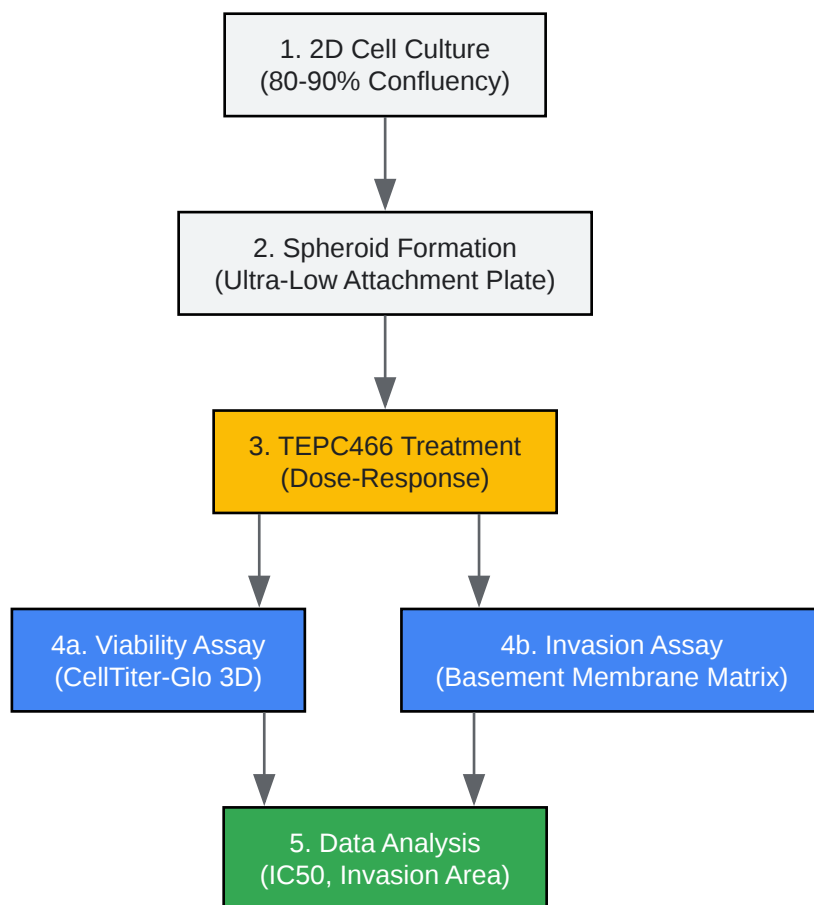 1. 2D Cell Culture
(80-90% Confluency)
2. Spheroid Formation
(Ultra-Low Attachment Plate)
3. TEPC466 Treatment
(Dose-Response)
4a. Viability Assay
(CellTiter-Glo 3D)
4b. Invasion Assay
(Basement Membrane Matrix)
5. Data Analysis
(IC50, Invasion Area)